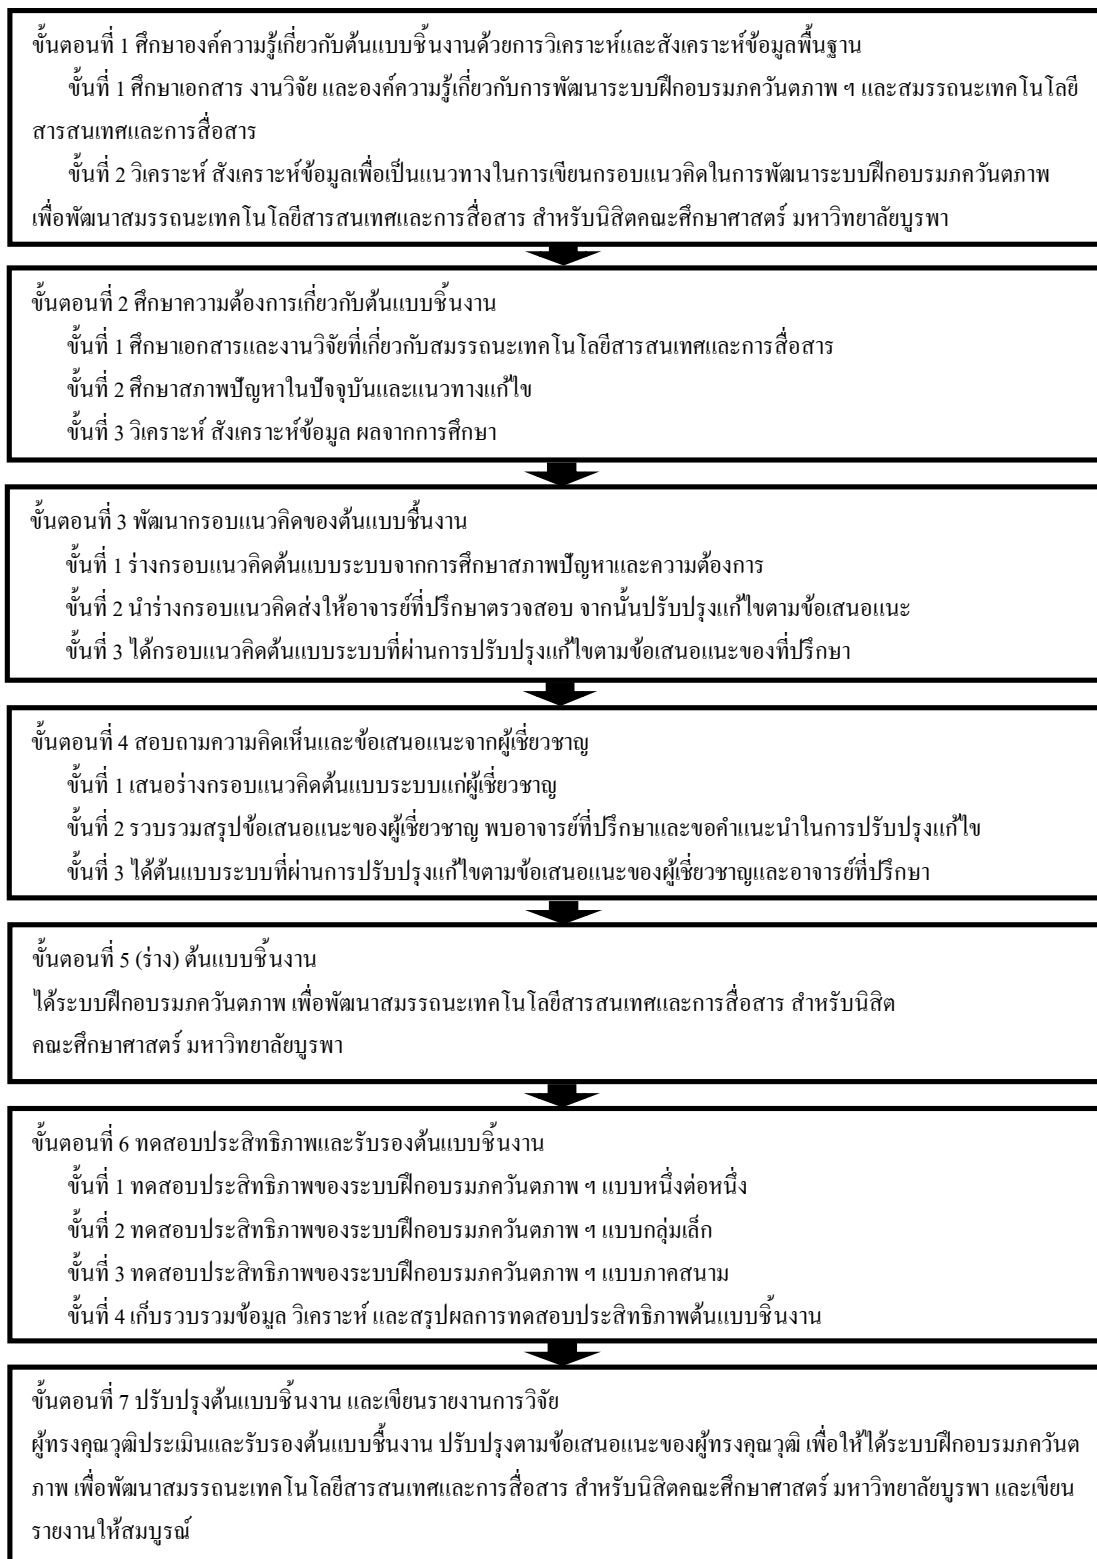 ขั้นตอนที่ 1 ศึกษาองค์ความรู้เกี่ยวกับต้นแบบชิ้นงานด้วยการวิเคราะห์และสังเคราะห์ข้อมูลพื้นฐาน
ขั้นที่ 1 ศึกษาเอกสาร งานวิจัย และองค์ความรู้เกี่ยวกับการพัฒนาระบบฝึกอบรมภควันตภาพ ฯ และสมรรถนะเทคโนโลยี
สารสนเทศและการสื่อสาร
ขั้นที่ 2 วิเคราะห์ สังเคราะห์ข้อมูลเพื่อเป็นแนวทางในการเขียนกรอบแนวคิดในการพัฒนาระบบฝึกอบรมภควันตภาพ
เพื่อพัฒนาสมรรถนะเทคโนโลยีสารสนเทศและการสื่อสาร สำหรับนิสิตคณะศึกษาศาสตร์ มหาวิทยาลัยบูรพา
ขั้นตอนที่ 2 ศึกษาความต้องการเกี่ยวกับต้นแบบชิ้นงาน
ขั้นที่ 1 ศึกษาเอกสารและงานวิจัยที่เกี่ยวกับสมรรถนะเทคโนโลยีสารสนเทศและการสื่อสาร
ขั้นที่ 2 ศึกษาสภาพปัญหาในปัจจุบันและแนวทางแก้ไข
ขั้นที่ 3 วิเคราะห์ สังเคราะห์ข้อมูล ผลจากการศึกษา
ขั้นตอนที่ 3 พัฒนากรอบแนวคิดของต้นแบบชิ้นงาน
ขั้นที่ 1 ร่างกรอบแนวคิดต้นแบบระบบจากการศึกษาสภาพปัญหาและความต้องการ
ขั้นที่ 2 นำร่างกรอบแนวคิดส่งให้อาจารย์ที่ปรึกษาตรวจสอบ จากนั้นปรับปรุงแก้ไขตามข้อเสนอแนะ
ขั้นที่ 3 ได้กรอบแนวคิดต้นแบบระบบที่ผ่านการปรับปรุงแก้ไขตามข้อเสนอแนะของที่ปรึกษา
ขั้นตอนที่ 4 สอบถามความคิดเห็นและข้อเสนอแนะจากผู้เชี่ยวชาญ
ขั้นที่ 1 เสนอร่างกรอบแนวคิดต้นแบบระบบแก่ผู้เชี่ยวชาญ
ขั้นที่ 2 รวบรวมสรุปข้อเสนอแนะของผู้เชี่ยวชาญ พบอาจารย์ที่ปรึกษาและขอคำแนะนำในการปรับปรุงแก้ไข
ขั้นที่ 3 ได้ต้นแบบระบบที่ผ่านการปรับปรุงแก้ไขตามข้อเสนอแนะของผู้เชี่ยวชาญและอาจารย์ที่ปรึกษา
ขั้นตอนที่ 5 (ร่าง) ต้นแบบชิ้นงาน
ได้ระบบฝึกอบรมภควันตภาพ เพื่อพัฒนาสมรรถนะเทคโนโลยีสารสนเทศและการสื่อสาร สำหรับนิสิต
คณะศึกษาศาสตร์ มหาวิทยาลัยบูรพา
ขั้นตอนที่ 6 ทดสอบประสิทธิภาพและรับรองต้นแบบชิ้นงาน
ขั้นที่ 1 ทดสอบประสิทธิภาพของระบบฝึกอบรมภควันตภาพ ฯ แบบหนึ่งต่อหนึ่ง
ขั้นที่ 2 ทดสอบประสิทธิภาพของระบบฝึกอบรมภควันตภาพ ฯ แบบกลุ่มเล็ก
ขั้นที่ 3 ทดสอบประสิทธิภาพของระบบฝึกอบรมภควันตภาพ ฯ แบบภาคสนาม
ขั้นที่ 4 เก็บรวบรวมข้อมูล วิเคราะห์ และสรุปผลการทดสอบประสิทธิภาพต้นแบบชิ้นงาน
ขั้นตอนที่ 7 ปรับปรุงต้นแบบชิ้นงาน และเขียนรายงานการวิจัย
ผู้ทรงคุณวุฒิประเมินและรับรองต้นแบบชิ้นงาน ปรับปรุงตามข้อเสนอแนะของผู้ทรงคุณวุฒิ เพื่อให้ได้ระบบฝึกอบรมภควันต
ภาพ เพื่อพัฒนาสมรรถนะเทคโนโลยีสารสนเทศและการสื่อสาร สำหรับนิสิตคณะศึกษาศาสตร์ มหาวิทยาลัยบูรพา และเขียน
รายงานให้สมบูรณ์